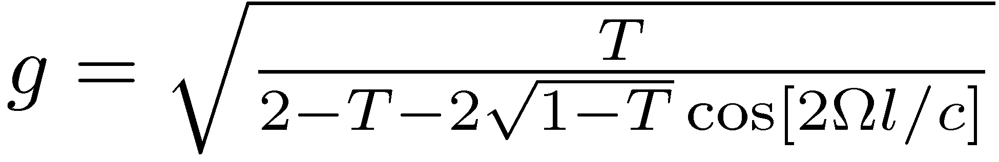 g = \sqrt{\frac{T}{2-T-2\sqrt{1-T}\cos[2\Omega l/c]}}